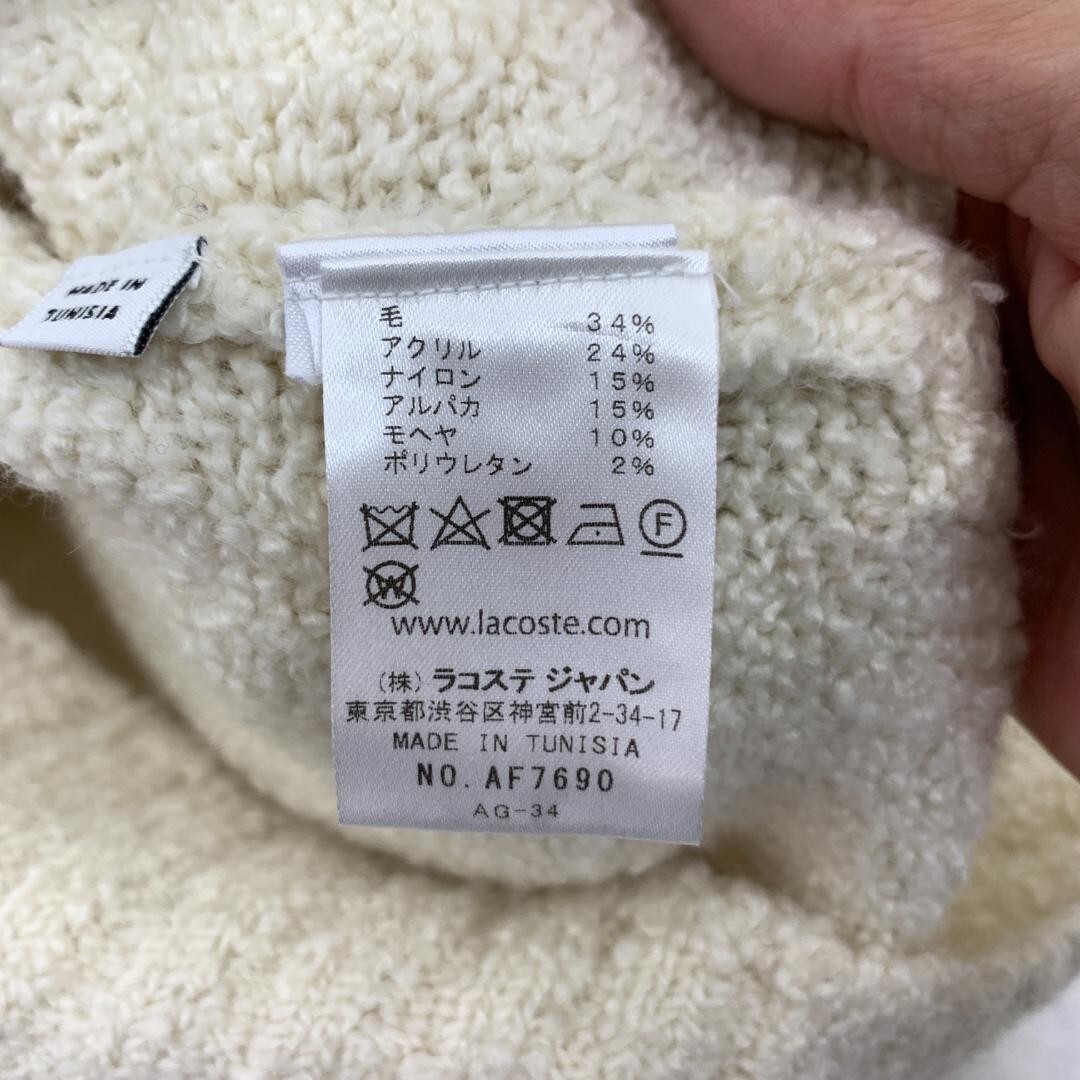 MADE IN
TUNISIA
毛 34%
アクリル 24%
ナイロン 15%
アルパカ 15%
モヘヤ 10%
ポリウレタン 2%
F
W
www.lacoste.com
(株) ラコステ ジャパン
東京都渋谷区神宮前2-34-17
MADE IN TUNISIA
NO. AF7690
AG-34